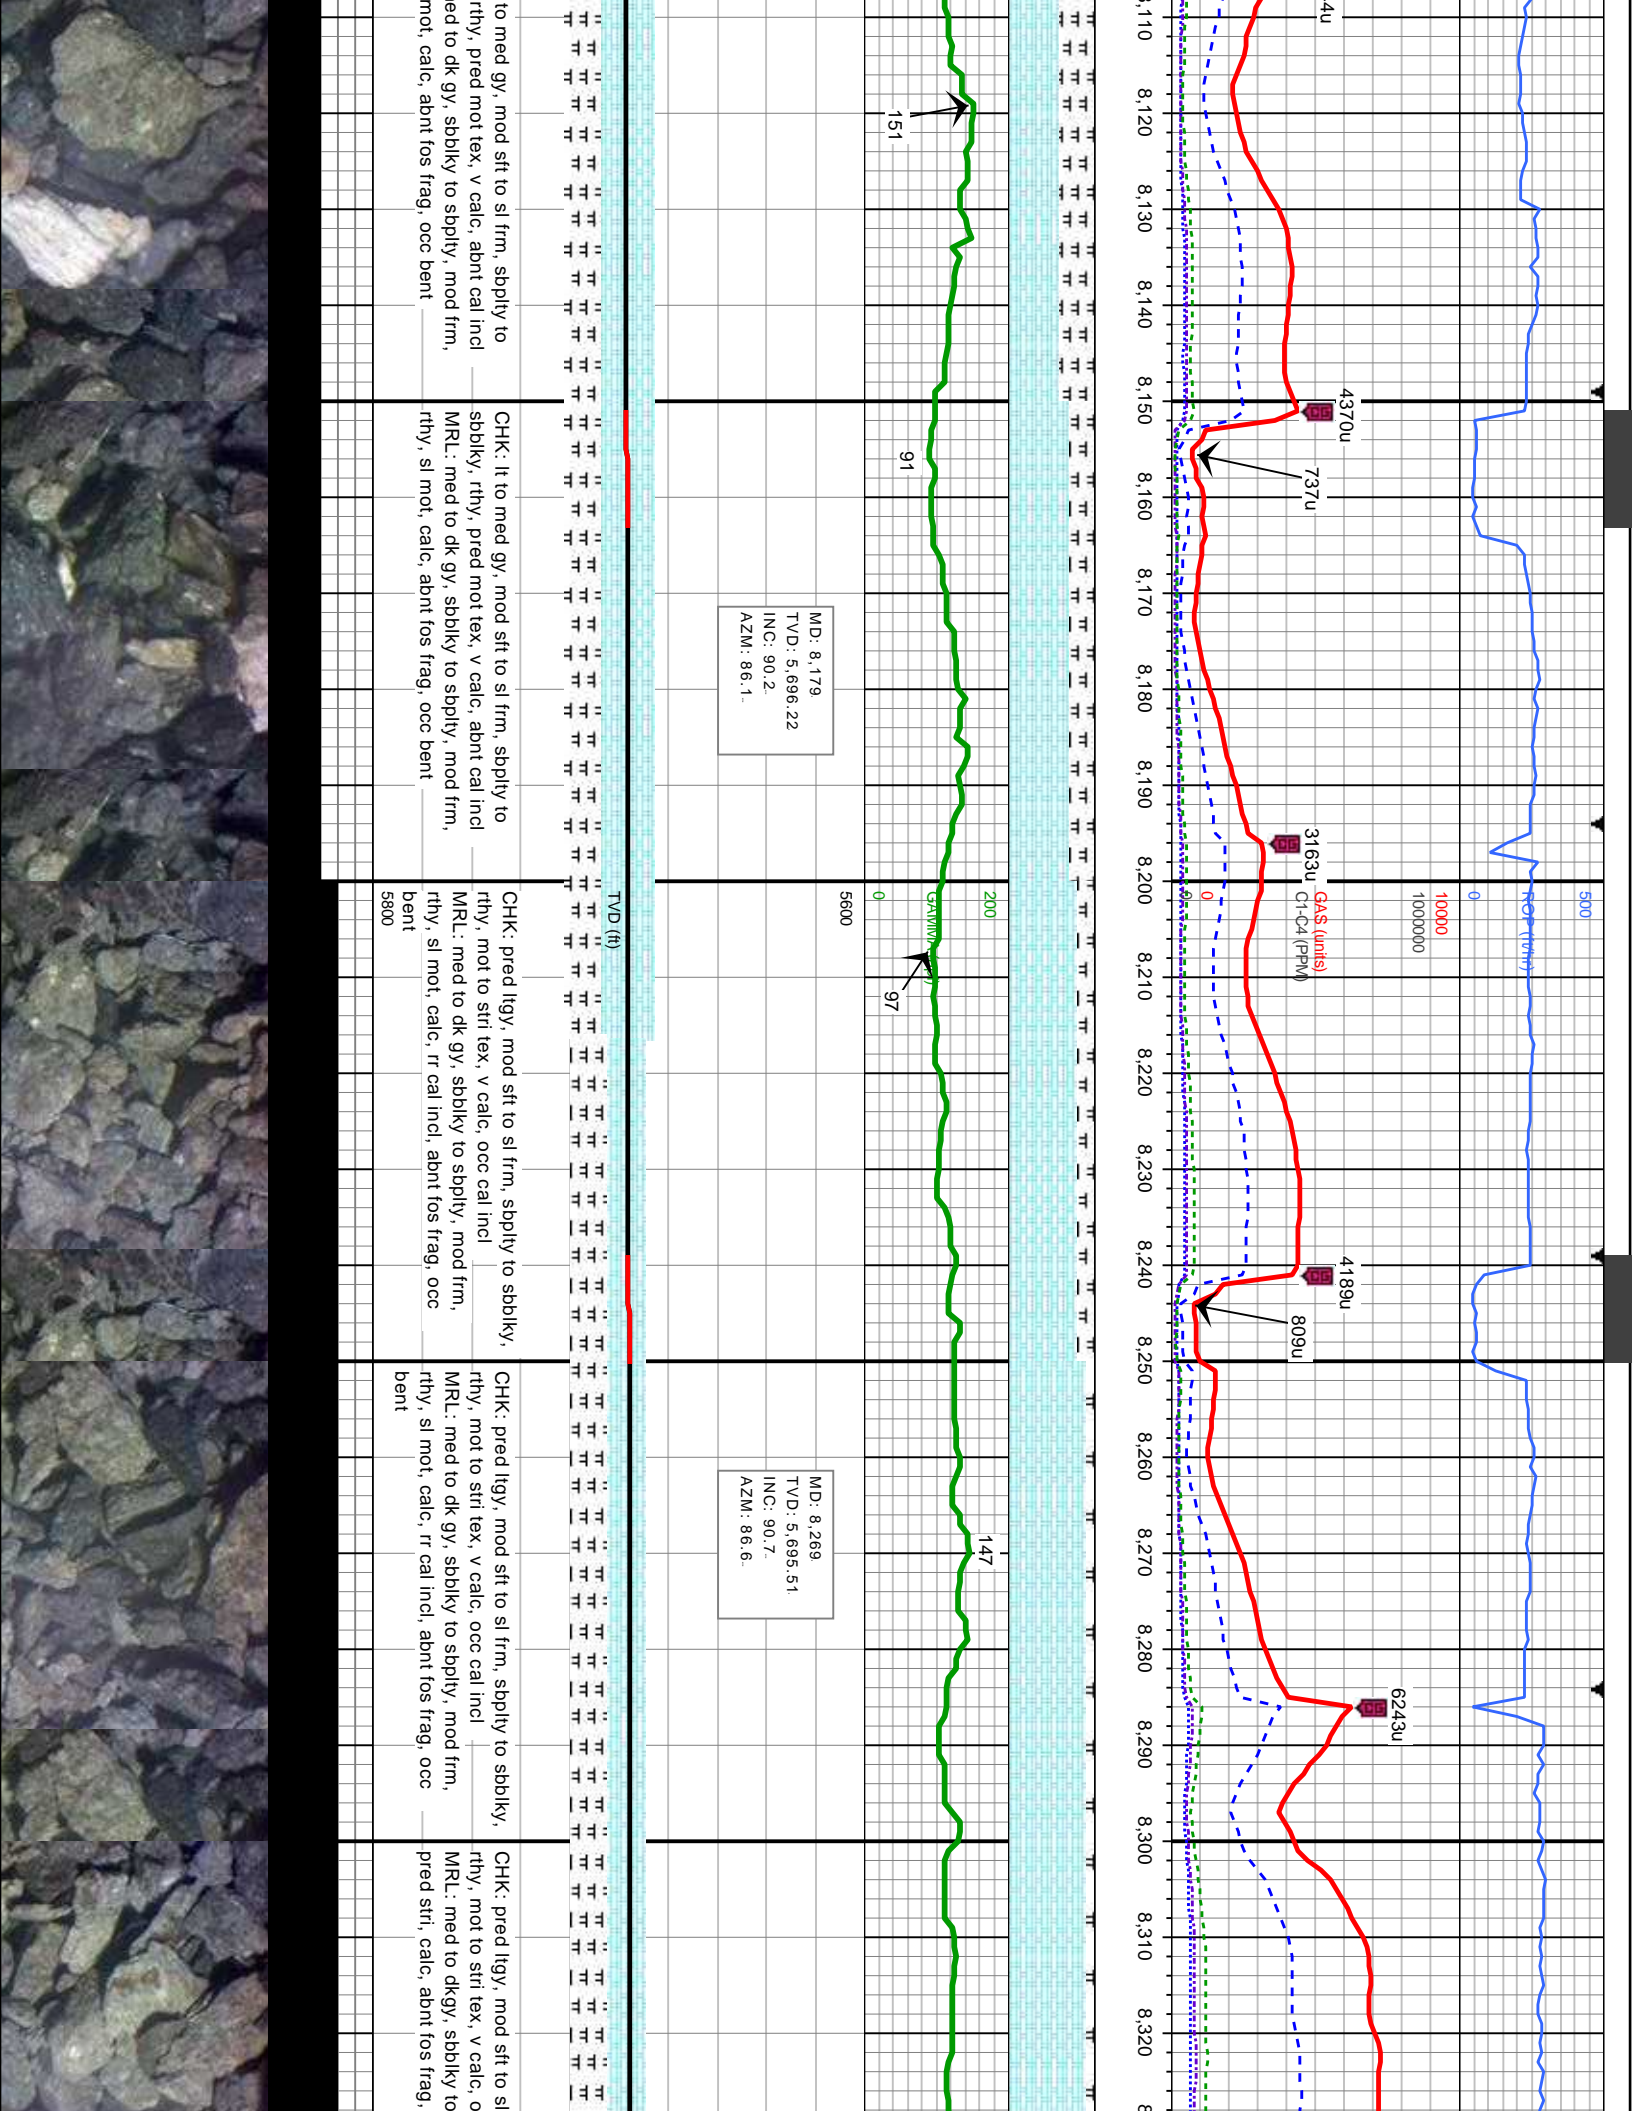 4u
8,110
8,120
8,130
8,140
8,150
8,160
8,170
8,180
8,190
8,200
8,210
8,220
8,230
8,240
8,250
8,260
8,270
8,280
8,290
8,300
8,310
8,320
500
ROP (ft/hr)
0
10000
1000000
GAS (units)
C1-C4 (PPM)
0
4370u
737u
3163u
4189u
809u
6243u
200
0
151
91
97
147
5600
MD: 8,179
TVD: 5,696.22
INC: 90.2
AZM: 86.1
MD: 8,269
TVD: 5,695.51
INC: 90.7
AZM: 86.6
TVD (ft)
5800
to med gy, mod sft to sl frm, sbplty to
rthy, pred mot tex, v calc, abnt cal incl
ed to dk gy, sbblky to sbplty, mod frm,
mot, calc, abnt fos frag, occ bent
CHK: lt to med gy, mod sft to sl frm, sbplty to
sbblky, rthy, pred mot tex, v calc, abnt cal incl
MRL: med to dk gy, sbblky to sbplty, mod frm,
rthy, sl mot, calc, abnt fos frag, occ bent
CHK: pred ltgy, mod sft to sl frm, sbplty to sbblky,
rthy, mot to stri tex, v calc, occ cal incl
MRL: med to dk gy, sbblky to sbplty, mod frm,
rthy, sl mot, calc, rr cal incl, abnt fos frag, occ
bent
CHK: pred ltgy, mod sft to sl frm, sbplty to sbblky,
rthy, mot to stri tex, v calc, occ cal incl
MRL: med to dk gy, sbblky to sbplty, mod frm,
rthy, sl mot, calc, rr cal incl, abnt fos frag, occ
bent
CHK: pred ltgy, mod sft to sl
rthy, mot to stri tex, v calc, o
MRL: med to dkgy, sbblky to
pred stri, calc, abnt fos frag,